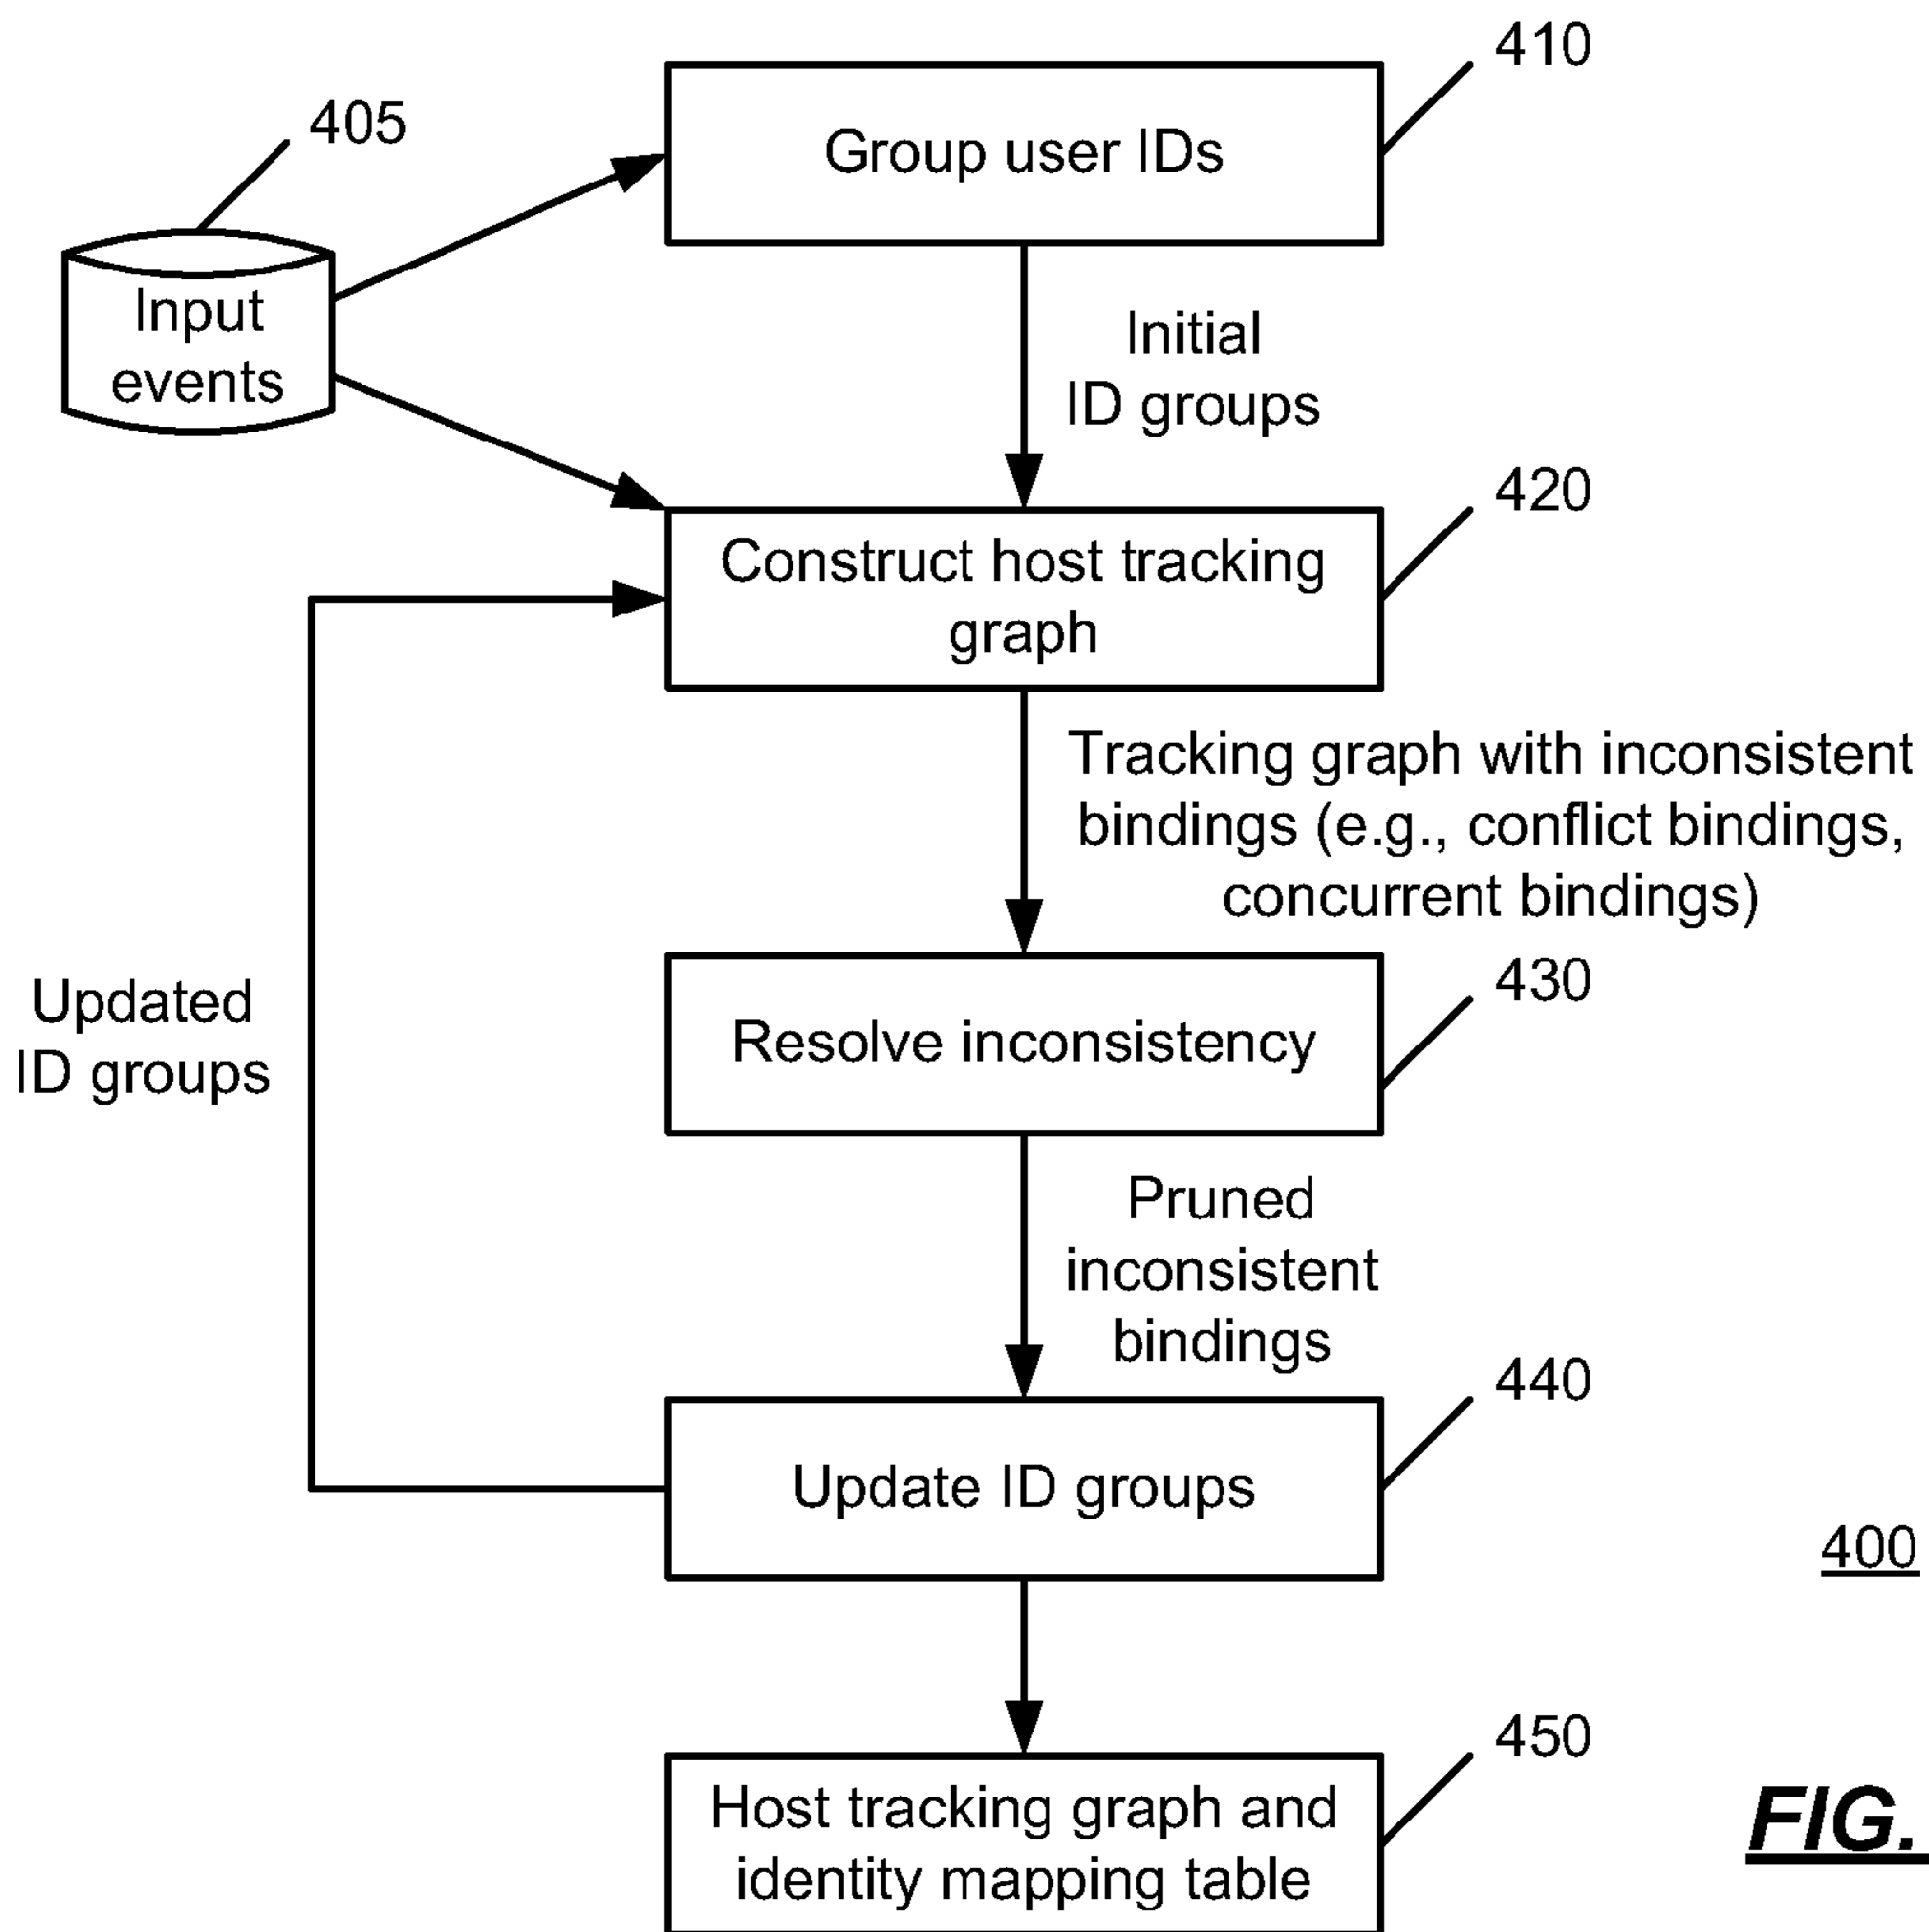 410
405
Group user IDs
Input
events
Initial
ID groups
420
Construct host tracking
graph
Tracking graph with inconsistent
bindings (e.g., conflict bindings,
concurrent bindings)
430
Updated
ID groups
Resolve inconsistency
Pruned
inconsistent
bindings
440
Update ID groups
400
450
Host tracking graph and
identity mapping table
FIG.